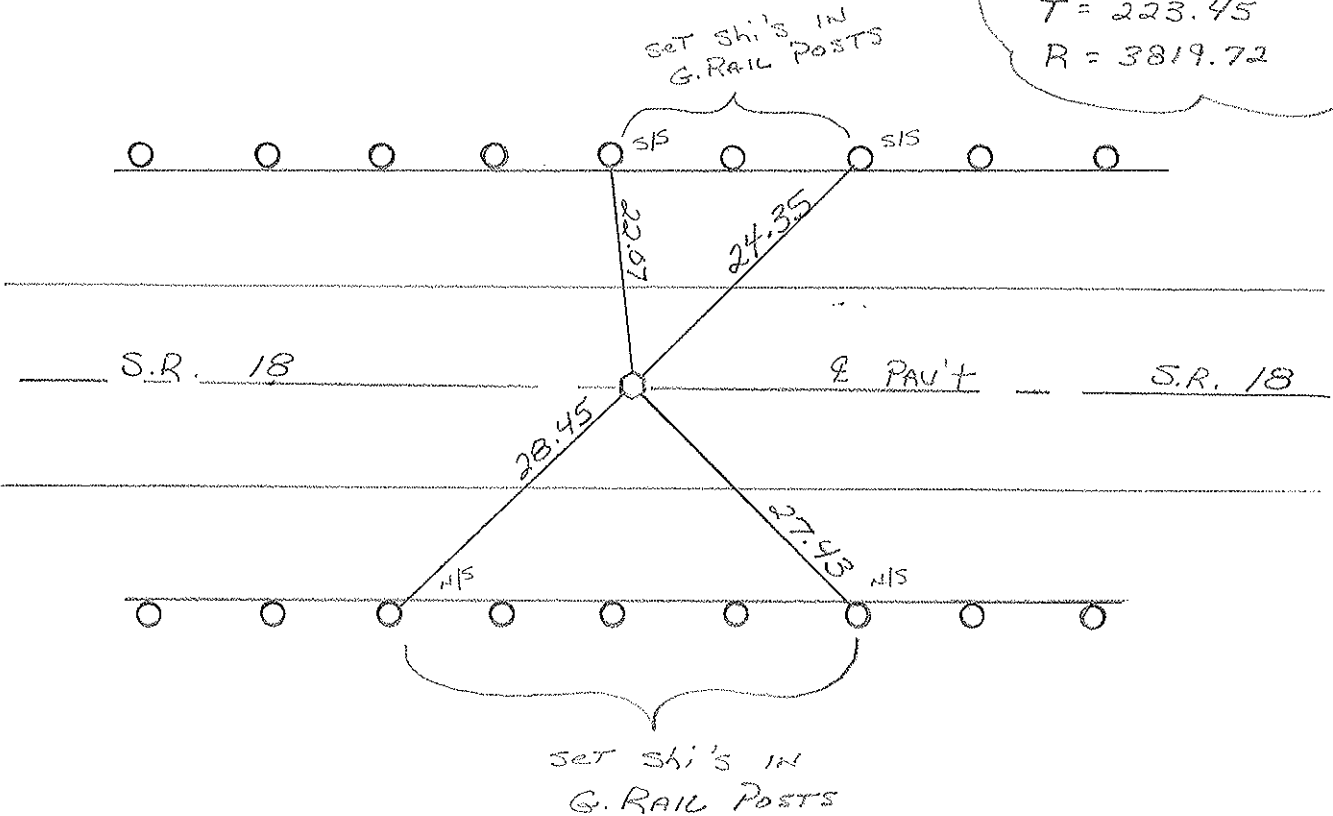 T = 223.45
R = 3819.72
SET Shi's IN
G. RAIL POSTS
S/S
S/S
22.07
24.35
S.R. 18
℄ PAV't
S.R. 18
28.45
27.43
N/S
N/S
SET Shi's IN
G. RAIL POSTS